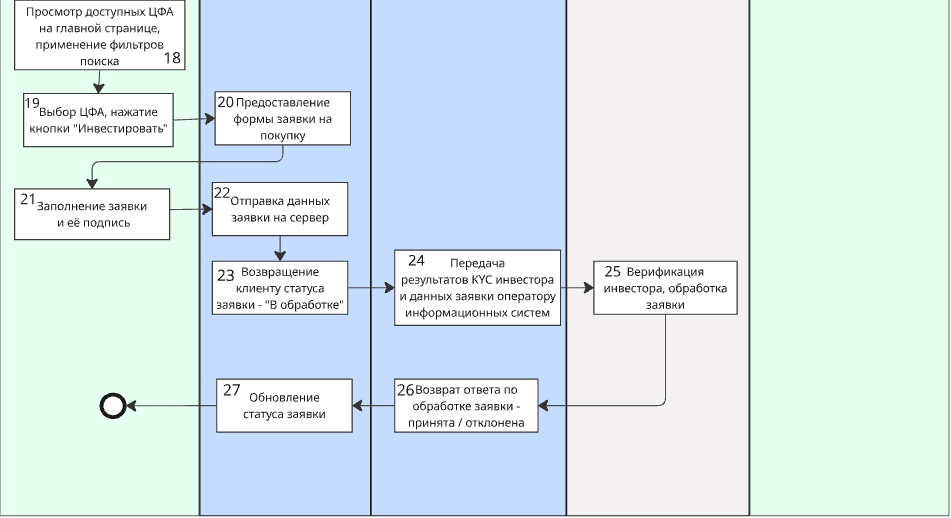 Просмотр доступных ЦФА
на главной странице,
применение фильтров
поиска
18
19
Выбор ЦФА, нажатие
кнопки "Инвестировать"
20
Предоставление
формы заявки на
покупку
21
Заполнение заявки
и её подпись
22
Отправка данных
заявки на сервер
23
Возвращение
клиенту статуса
заявки - "В обработке"
24
Передача
результатов KYC инвестора
и данных заявки оператору
информационных систем
25
Верификация
инвестора, обработка
заявки
26
Возврат ответа по
обработке заявки -
принята / отклонена
27
Обновление
статуса заявки